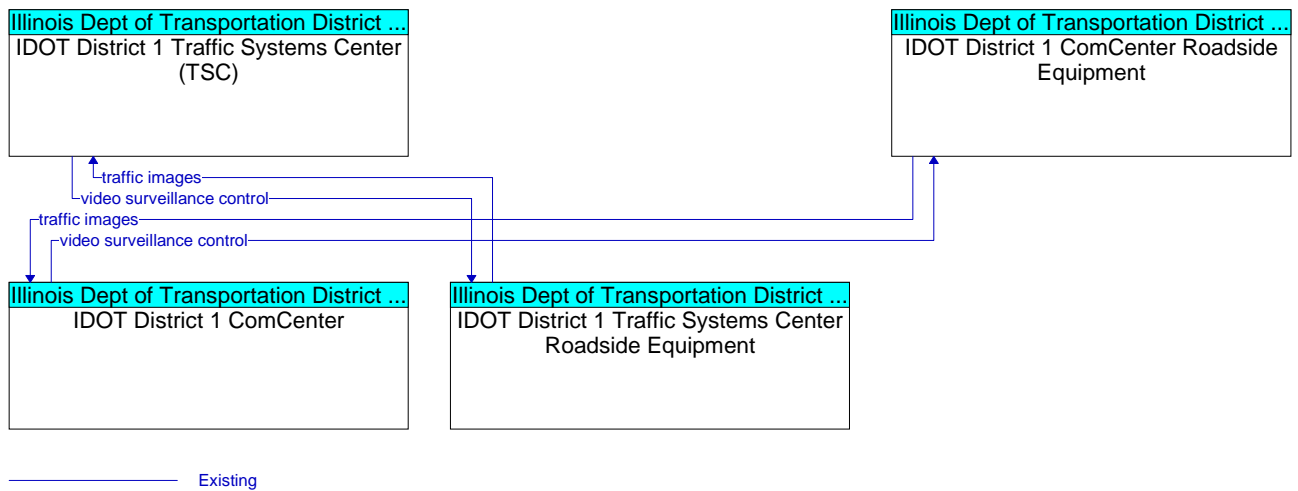 Illinois Dept of Transportation District ...
IDOT District 1 Traffic Systems Center
(TSC)
Illinois Dept of Transportation District ...
IDOT District 1 ComCenter Roadside
Equipment
traffic images
video surveillance control
traffic images
video surveillance control
Illinois Dept of Transportation District ...
IDOT District 1 ComCenter
Illinois Dept of Transportation District ...
IDOT District 1 Traffic Systems Center
Roadside Equipment
Existing